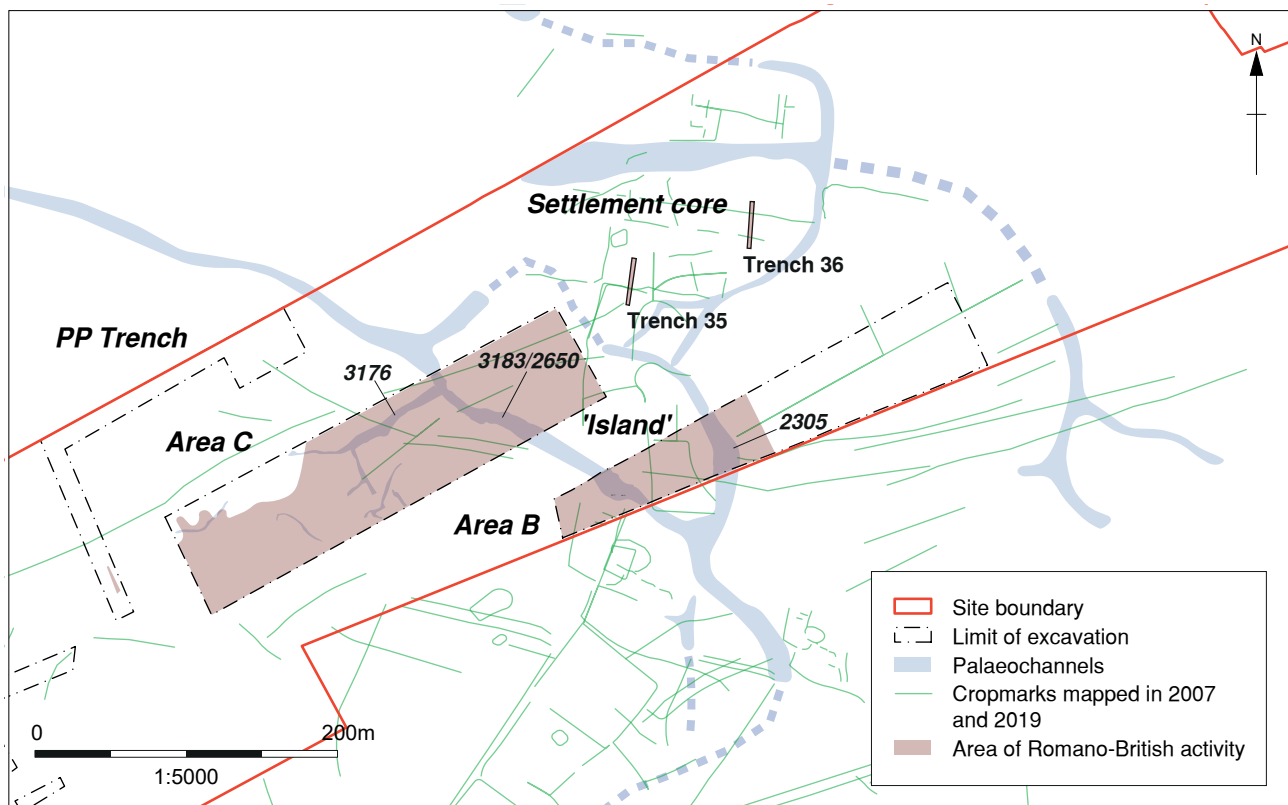 N
Settlement core
Trench 36
Trench 35
PP Trench
3183/2650
3176
'Island'
2305
Area C
Area B
Site boundary
Limit of excavation
Palaeochannels
Cropmarks mapped in 2007
and 2019
Area of Romano-British activity
0
200m
1:5000